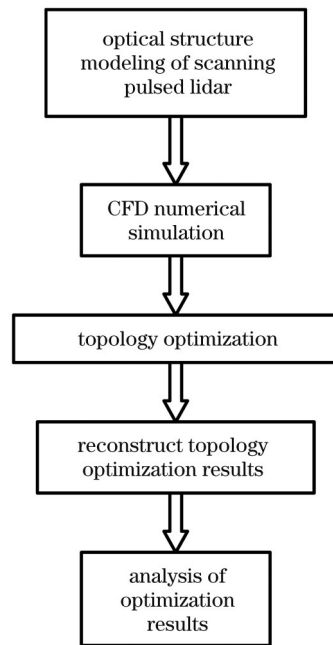 optical structure
modeling of scanning
pulsed lidar
CFD numerical
simulation
topology optimization
reconstruct topology
optimization results
analysis of
optimization
results